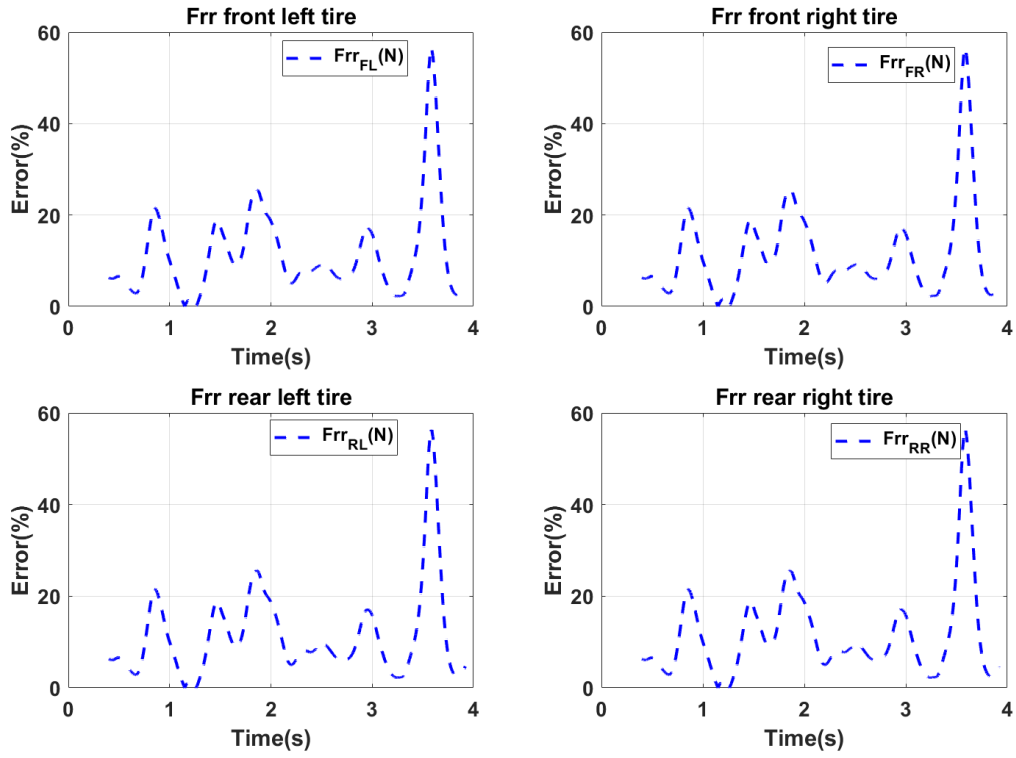 Frr front left tire
Frr_FL(N)
Error(%)
60
40
20
0
0 1 2 3 4
Time(s)
Frr front right tire
Frr_FR(N)
Error(%)
60
40
20
0
0 1 2 3 4
Time(s)
Frr rear left tire
Frr_RL(N)
Error(%)
60
40
20
0
0 1 2 3 4
Time(s)
Frr rear right tire
Frr_RR(N)
Error(%)
60
40
20
0
0 1 2 3 4
Time(s)